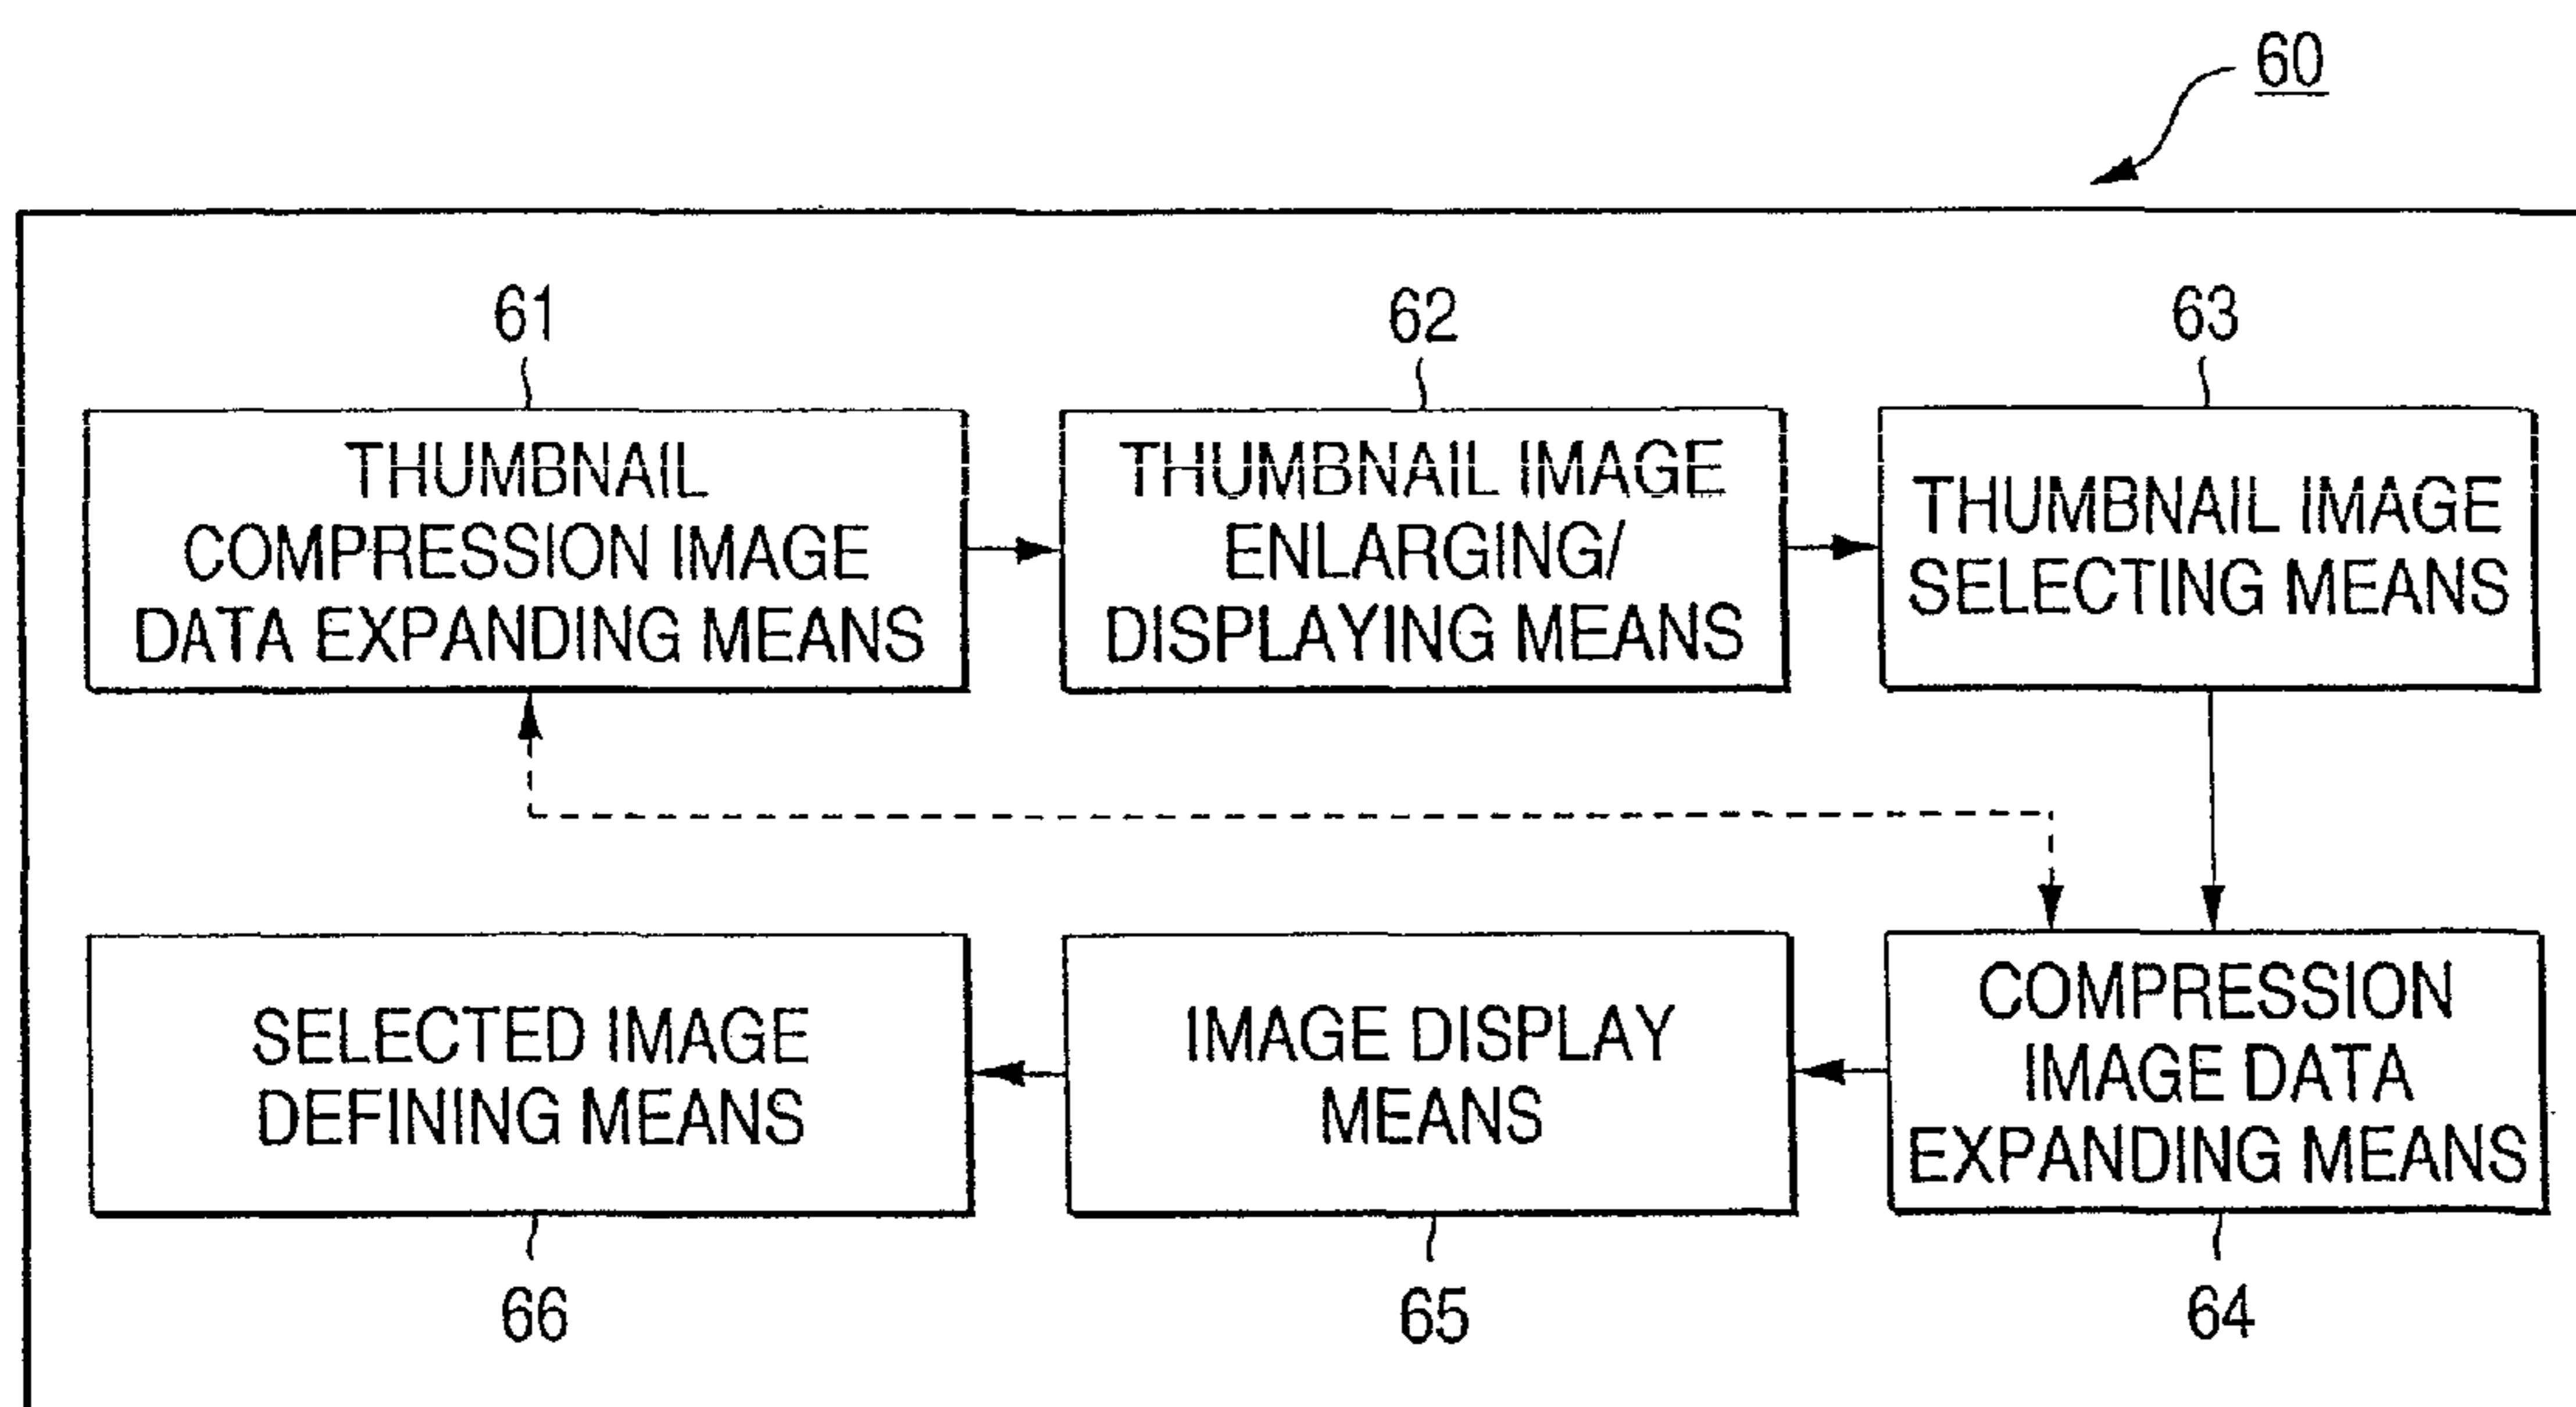 60
61
THUMBNAIL
COMPRESSION IMAGE
DATA EXPANDING MEANS
62
THUMBNAIL IMAGE
ENLARGING/
DISPLAYING MEANS
63
THUMBNAIL IMAGE
SELECTING MEANS
SELECTED IMAGE
DEFINING MEANS
66
IMAGE DISPLAY
MEANS
65
COMPRESSION
IMAGE DATA
EXPANDING MEANS
64